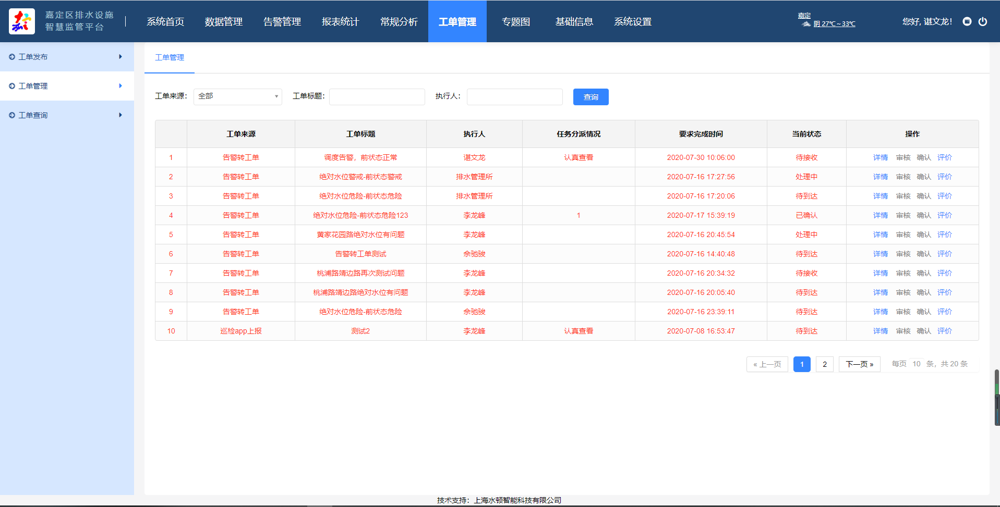 嘉定区排水设施
智慧监管平台
系统首页 数据管理 告警管理 报表统计 常规分析 工单管理 专题图 基础信息 系统设置
嘉定
阴 27℃~33℃
您好, 谌文龙!
工单发布
工单管理
工单查询
工单管理
工单来源: 全部 工单标题: 执行人: 查询
工单来源 工单标题 执行人 任务分派情况 要求完成时间 当前状态 操作
1 告警转工单 调度告警，前状态正常 谌文龙 认真查看 2020-07-30 10:06:00 待接收 详情 审核 确认 评价
2 告警转工单 绝对水位警戒-前状态警戒 排水管理所 2020-07-16 17:27:56 处理中 详情 审核 确认 评价
3 告警转工单 绝对水位危险-前状态危险 排水管理所 2020-07-16 17:20:06 待到达 详情 审核 确认 评价
4 告警转工单 绝对水位危险-前状态危险123 李龙峰 1 2020-07-17 15:39:19 已确认 详情 审核 确认 评价
5 告警转工单 黄家花园路绝对水位有问题 李龙峰 2020-07-16 20:45:54 处理中 详情 审核 确认 评价
6 告警转工单 告警转工单测试 佘驰骏 2020-07-16 14:40:48 待到达 详情 审核 确认 评价
7 告警转工单 桃浦路靖边路再次测试问题 李龙峰 2020-07-16 20:34:32 待接收 详情 审核 确认 评价
8 告警转工单 桃浦路靖边路绝对水位有问题 李龙峰 2020-07-16 20:05:40 待到达 详情 审核 确认 评价
9 告警转工单 绝对水位危险-前状态危险 佘驰骏 2020-07-16 23:39:11 待到达 详情 审核 确认 评价
10 巡检app上报 测试2 李龙峰 认真查看 2020-07-08 16:53:47 待到达 详情 审核 确认 评价
« 上一页 1 2 下一页 » 每页 10 条，共 20 条
技术支持：上海水顿智能科技有限公司